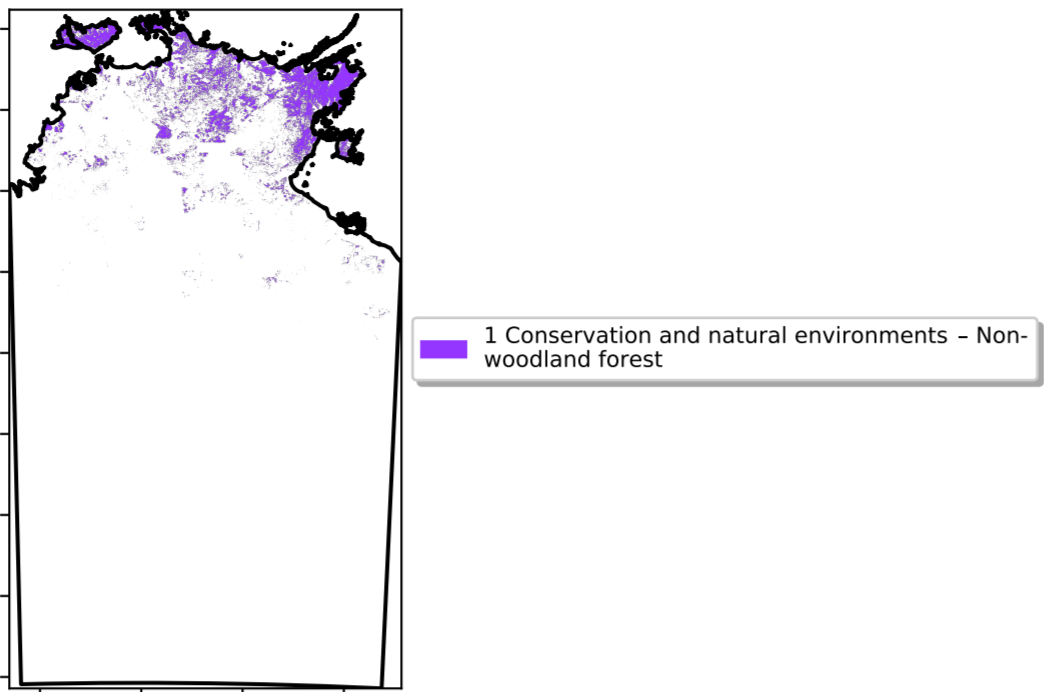 1 Conservation and natural environments – Non-
woodland forest